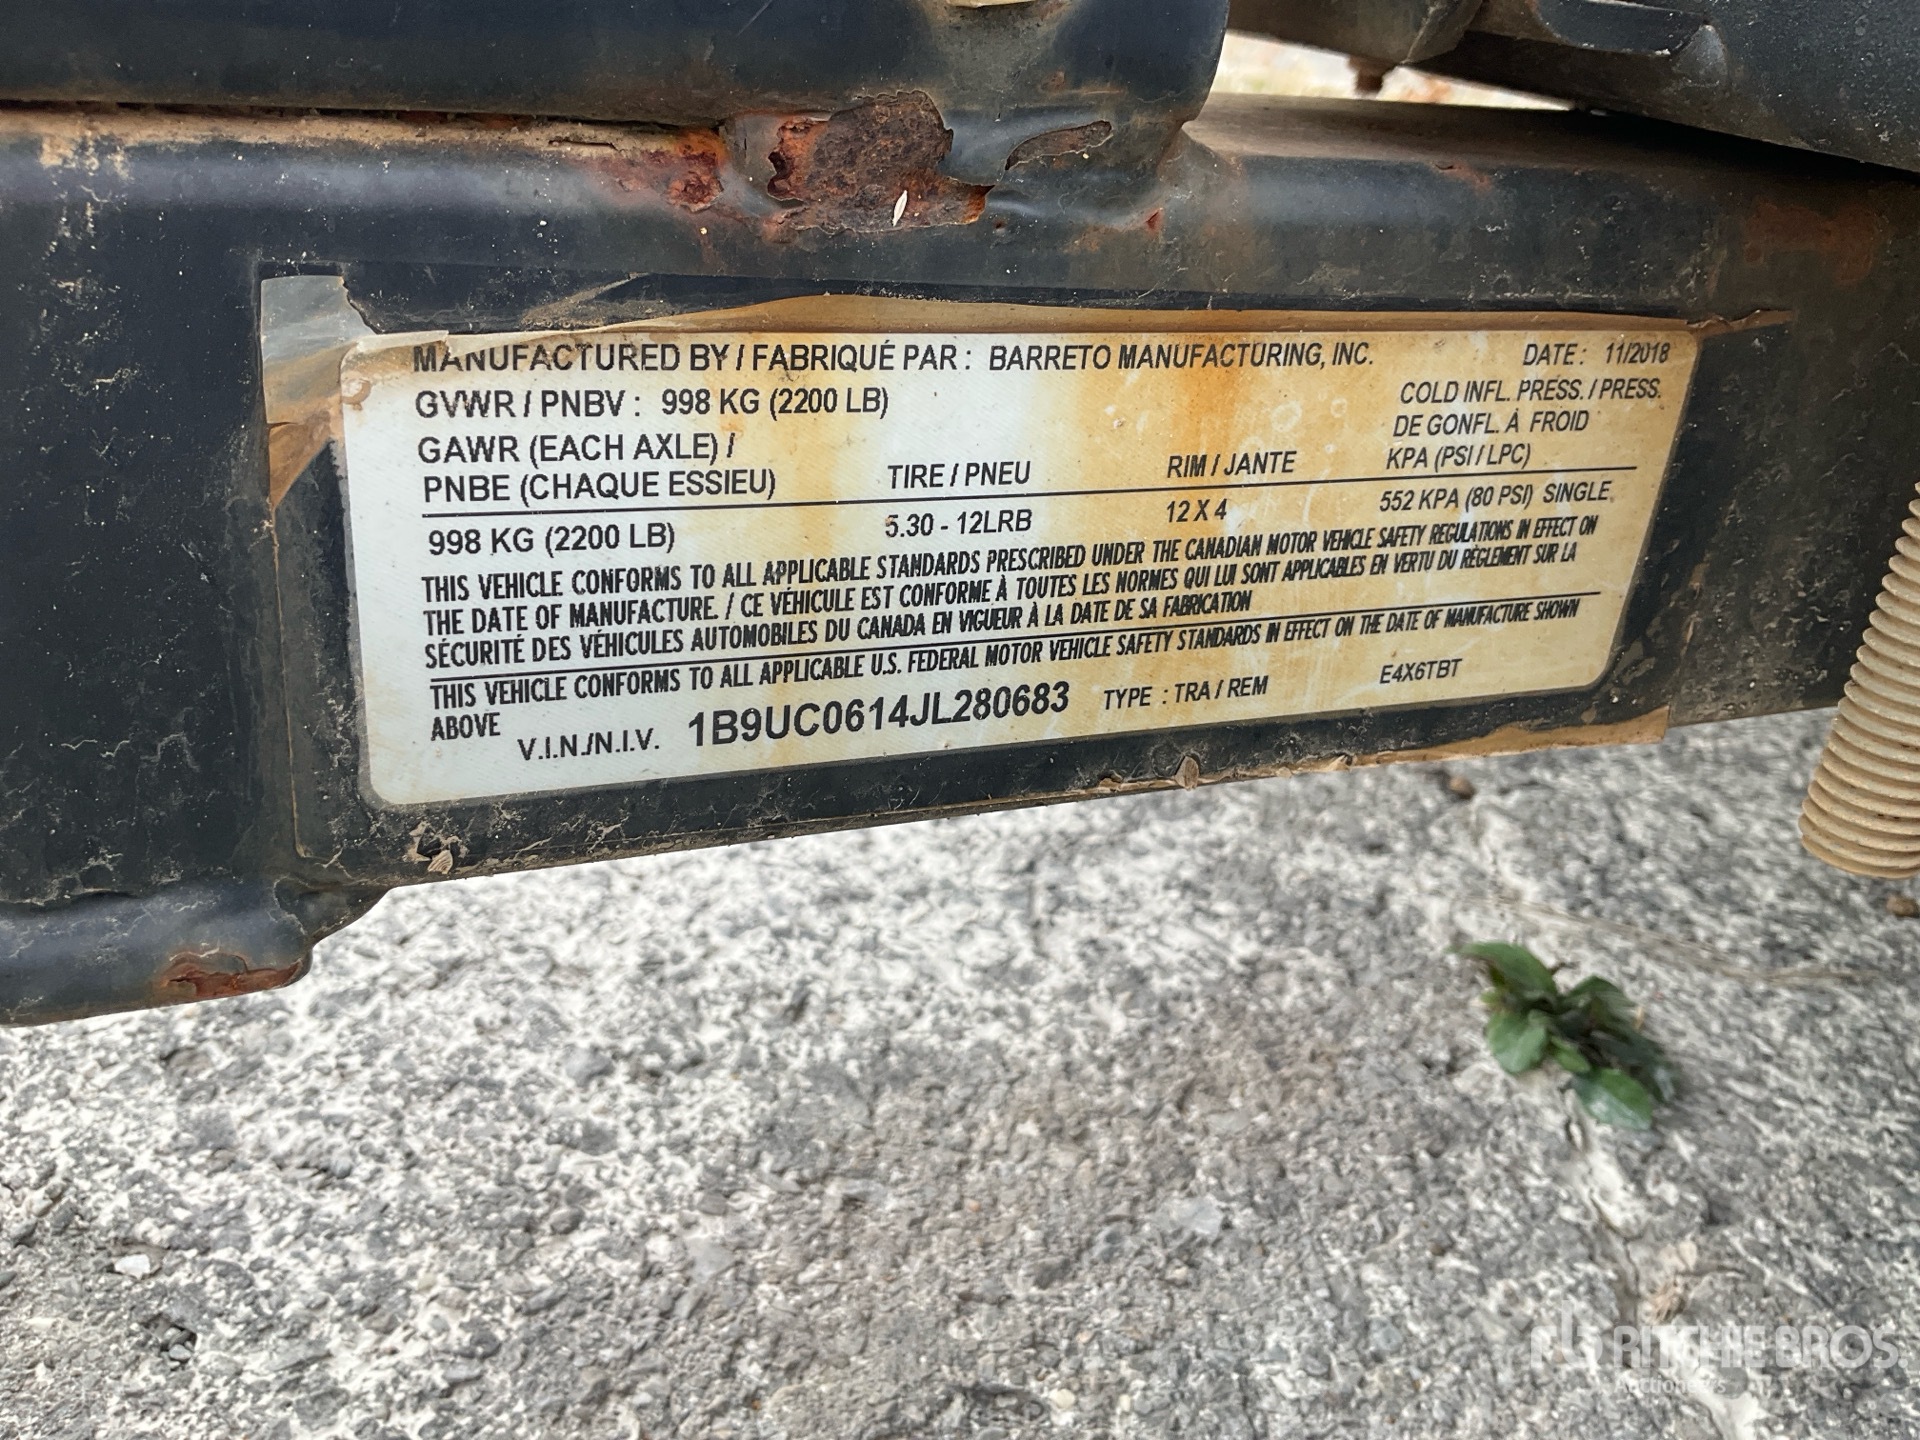 MANUFACTURED BY / FABRIQUÉ PAR : BARRETO MANUFACTURING, INC. DATE : 11/2018
GVWR / PNBV : 998 KG (2200 LB)
COLD INFL. PRESS. / PRESS.
DE GONFL. À FROID
KPA (PSI / LPC)
GAWR (EACH AXLE) /
PNBE (CHAQUE ESSIEU) TIRE / PNEU RIM / JANTE
998 KG (2200 LB) 5.30 - 12LRB 12 X 4 552 KPA (80 PSI) SINGLE
THIS VEHICLE CONFORMS TO ALL APPLICABLE STANDARDS PRESCRIBED UNDER THE CANADIAN MOTOR VEHICLE SAFETY REGULATIONS IN EFFECT ON
THE DATE OF MANUFACTURE. / CE VÉHICULE EST CONFORME À TOUTES LES NORMES QUI LUI SONT APPLICABLES EN VERTU DU RÈGLEMENT SUR LA
SÉCURITÉ DES VÉHICULES AUTOMOBILES DU CANADA EN VIGUEUR À LA DATE DE SA FABRICATION
THIS VEHICLE CONFORMS TO ALL APPLICABLE U.S. FEDERAL MOTOR VEHICLE SAFETY STANDARDS IN EFFECT ON THE DATE OF MANUFACTURE SHOWN
ABOVE
V.I.N./N.I.V. 1B9UC0614JL280683 TYPE : TRA / REM E4X6TBT
rb RITCHIE BROS.
Auctioneers